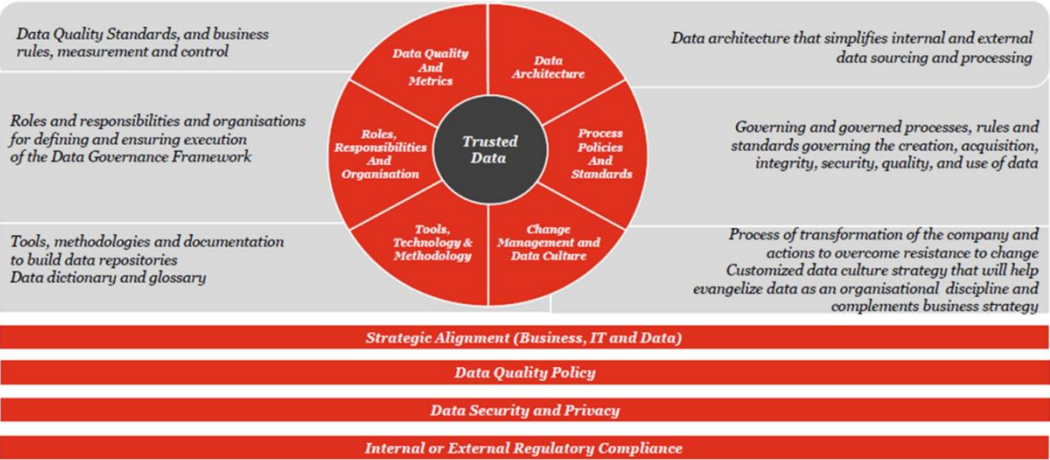 Data Quality Standards, and business
rules, measurement and control
Data Quality
And
Metrics
Data
Architecture
Data architecture that simplifies internal and external
data sourcing and processing
Roles and responsibilities and organisations
for defining and ensuring execution
of the Data Governance Framework
Roles,
Responsibilities
And
Organisation
Trusted
Data
Process
Policies
And
Standards
Governing and governed processes, rules and
standards governing the creation, acquisition,
integrity, security, quality, and use of data
Tools, methodologies and documentation
to build data repositories
Data dictionary and glossary
Tools,
Technology &
Methodology
Change
Management and
Data Culture
Process of transformation of the company and
actions to overcome resistance to change
Customized data culture strategy that will help
evangelize data as an organisational discipline and
complements business strategy
Strategic Alignment (Business, IT and Data)
Data Quality Policy
Data Security and Privacy
Internal or External Regulatory Compliance